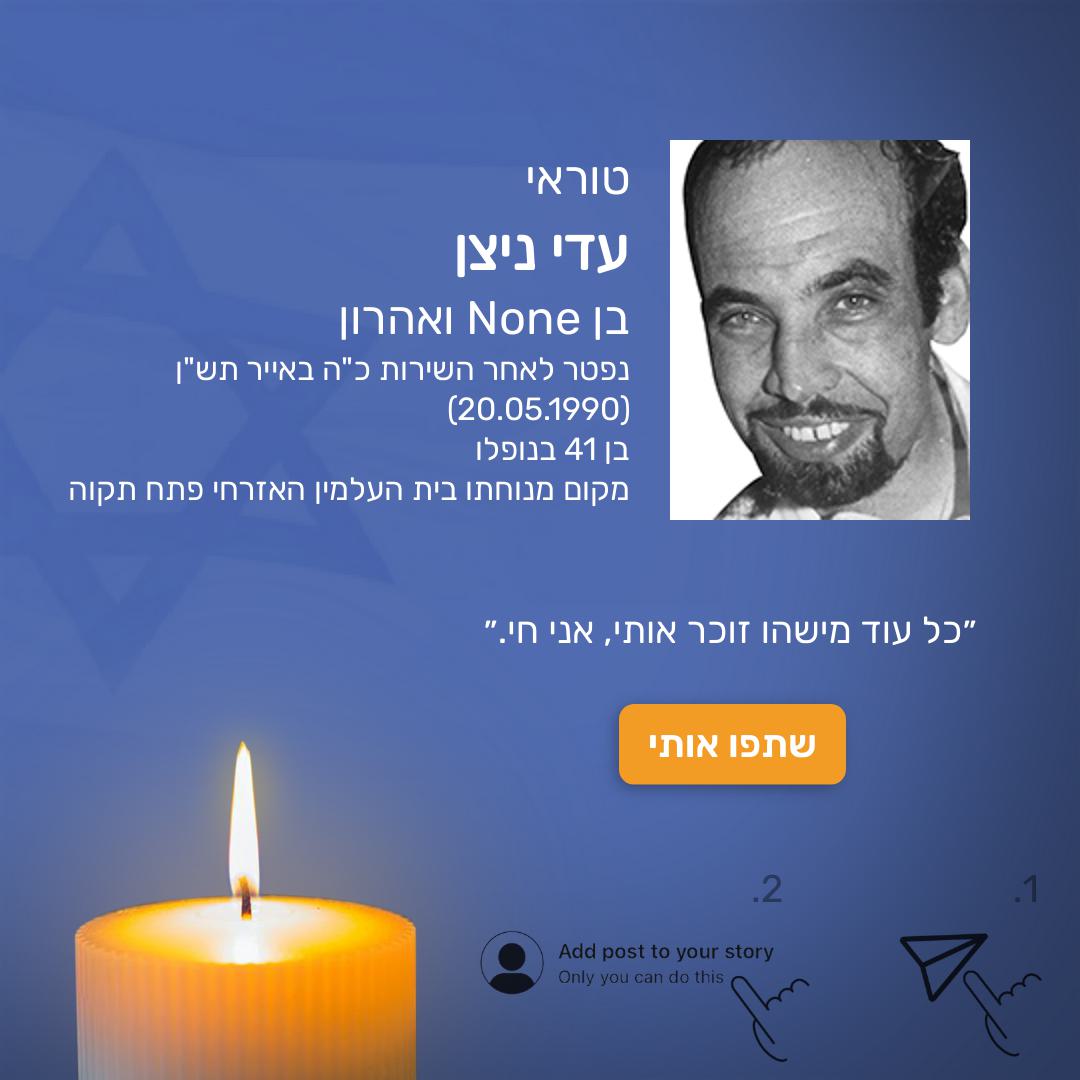 טוראי
עדי ניצן
בן None ואהרון
נפטר לאחר השירות כ"ה באייר תש"ן
(20.05.1990)
בן 41 בנופלו
מקום מנוחתו בית העלמין האזרחי פתח תקוה
״כל עוד מישהו זוכר אותי, אני חי.״
שתפו אותי
.1
.2
Add post to your story
Only you can do this